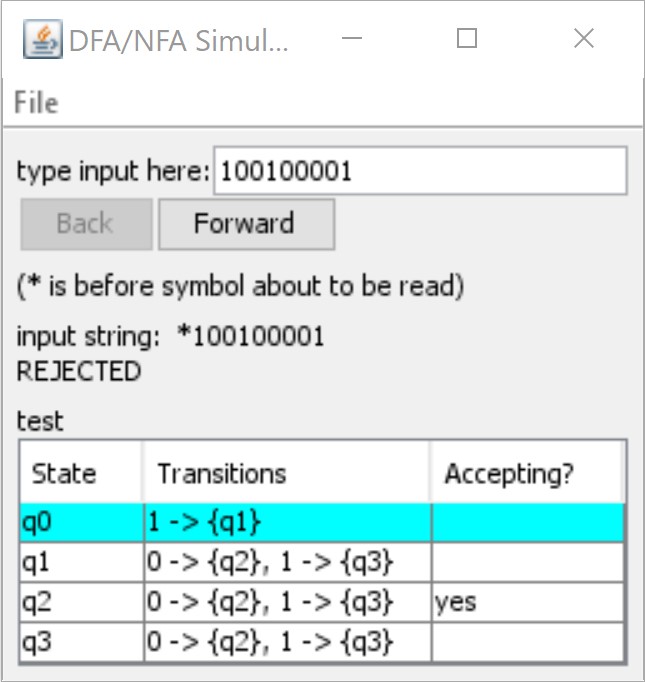 DFA/NFA Simul...
File
type input here: 100100001
Back Forward
(* is before symbol about to be read)
input string: *100100001
REJECTED
test
State Transitions Accepting?
q0 1 -> {q1}
q1 0 -> {q2}, 1 -> {q3}
q2 0 -> {q2}, 1 -> {q3} yes
q3 0 -> {q2}, 1 -> {q3}